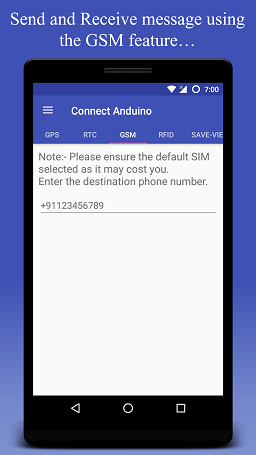 Send and Receive message using
the GSM feature…
7:00
Connect Anduino
GPS RTC GSM RFID SAVE-VIE
Note:- Please ensure the default SIM
selected as it may cost you.
Enter the destination phone number.
+91123456789